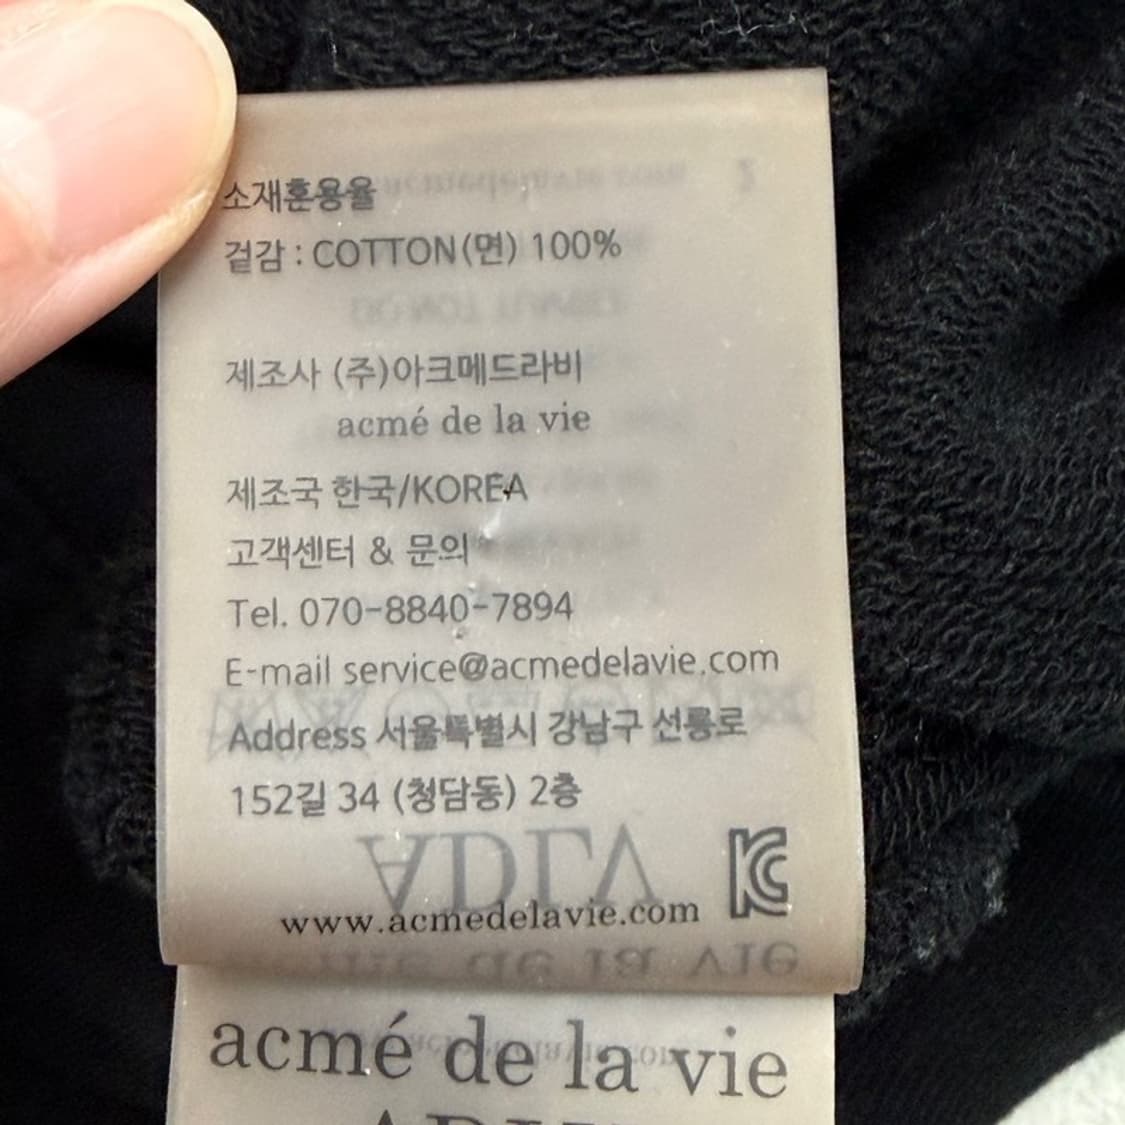 소재혼용율
겉감 : COTTON(면) 100%
제조사 (주)아크메드라비
acmé de la vie
제조국 한국/KOREA
고객센터 & 문의
Tel. 070-8840-7894
E-mail service@acmedelavie.com
Address 서울특별시 강남구 선릉로
152길 34 (청담동) 2층
ADLV
www.acmedelavie.com
acmé de la vie